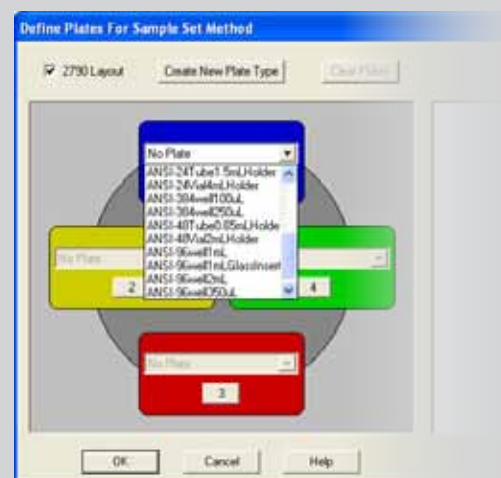 Define Plates For Sample Set Method
2790 Layout
Create New Plate Type
Clear Plates
No Plate
ANSI-24Tube1.5mLHolder
ANSI-24Vial4mLHolder
ANSI-384well100uL
ANSI-384well250uL
ANSI-48Tube0.65mLHolde
ANSI-48Vial2mLHolder
ANSI-96well1mL
ANSI-96well1mLGlassInsert
ANSI-96well2mL
ANSI-96well350uL
No Plate
2
4
No Plate
3
OK
Cancel
Help